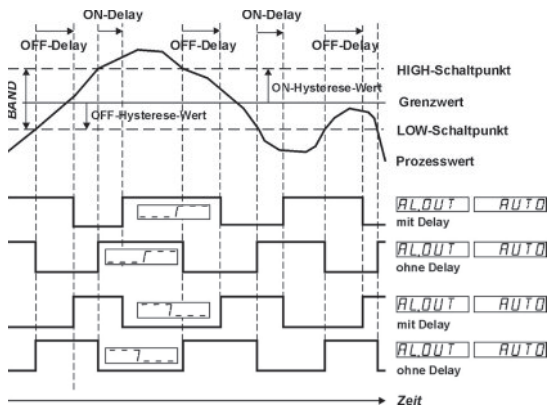 ON-Delay ON-Delay
OFF-Delay OFF-Delay OFF-Delay
HIGH-Schaltpunkt
BAND
ON-Hysterese-Wert
Grenzwert
OFF-Hysterese-Wert
LOW-Schaltpunkt
Prozesswert
AL.OUT AUTO
mit Delay
AL.OUT AUTO
ohne Delay
AL.OUT AUTO
mit Delay
AL.OUT AUTO
ohne Delay
Zeit